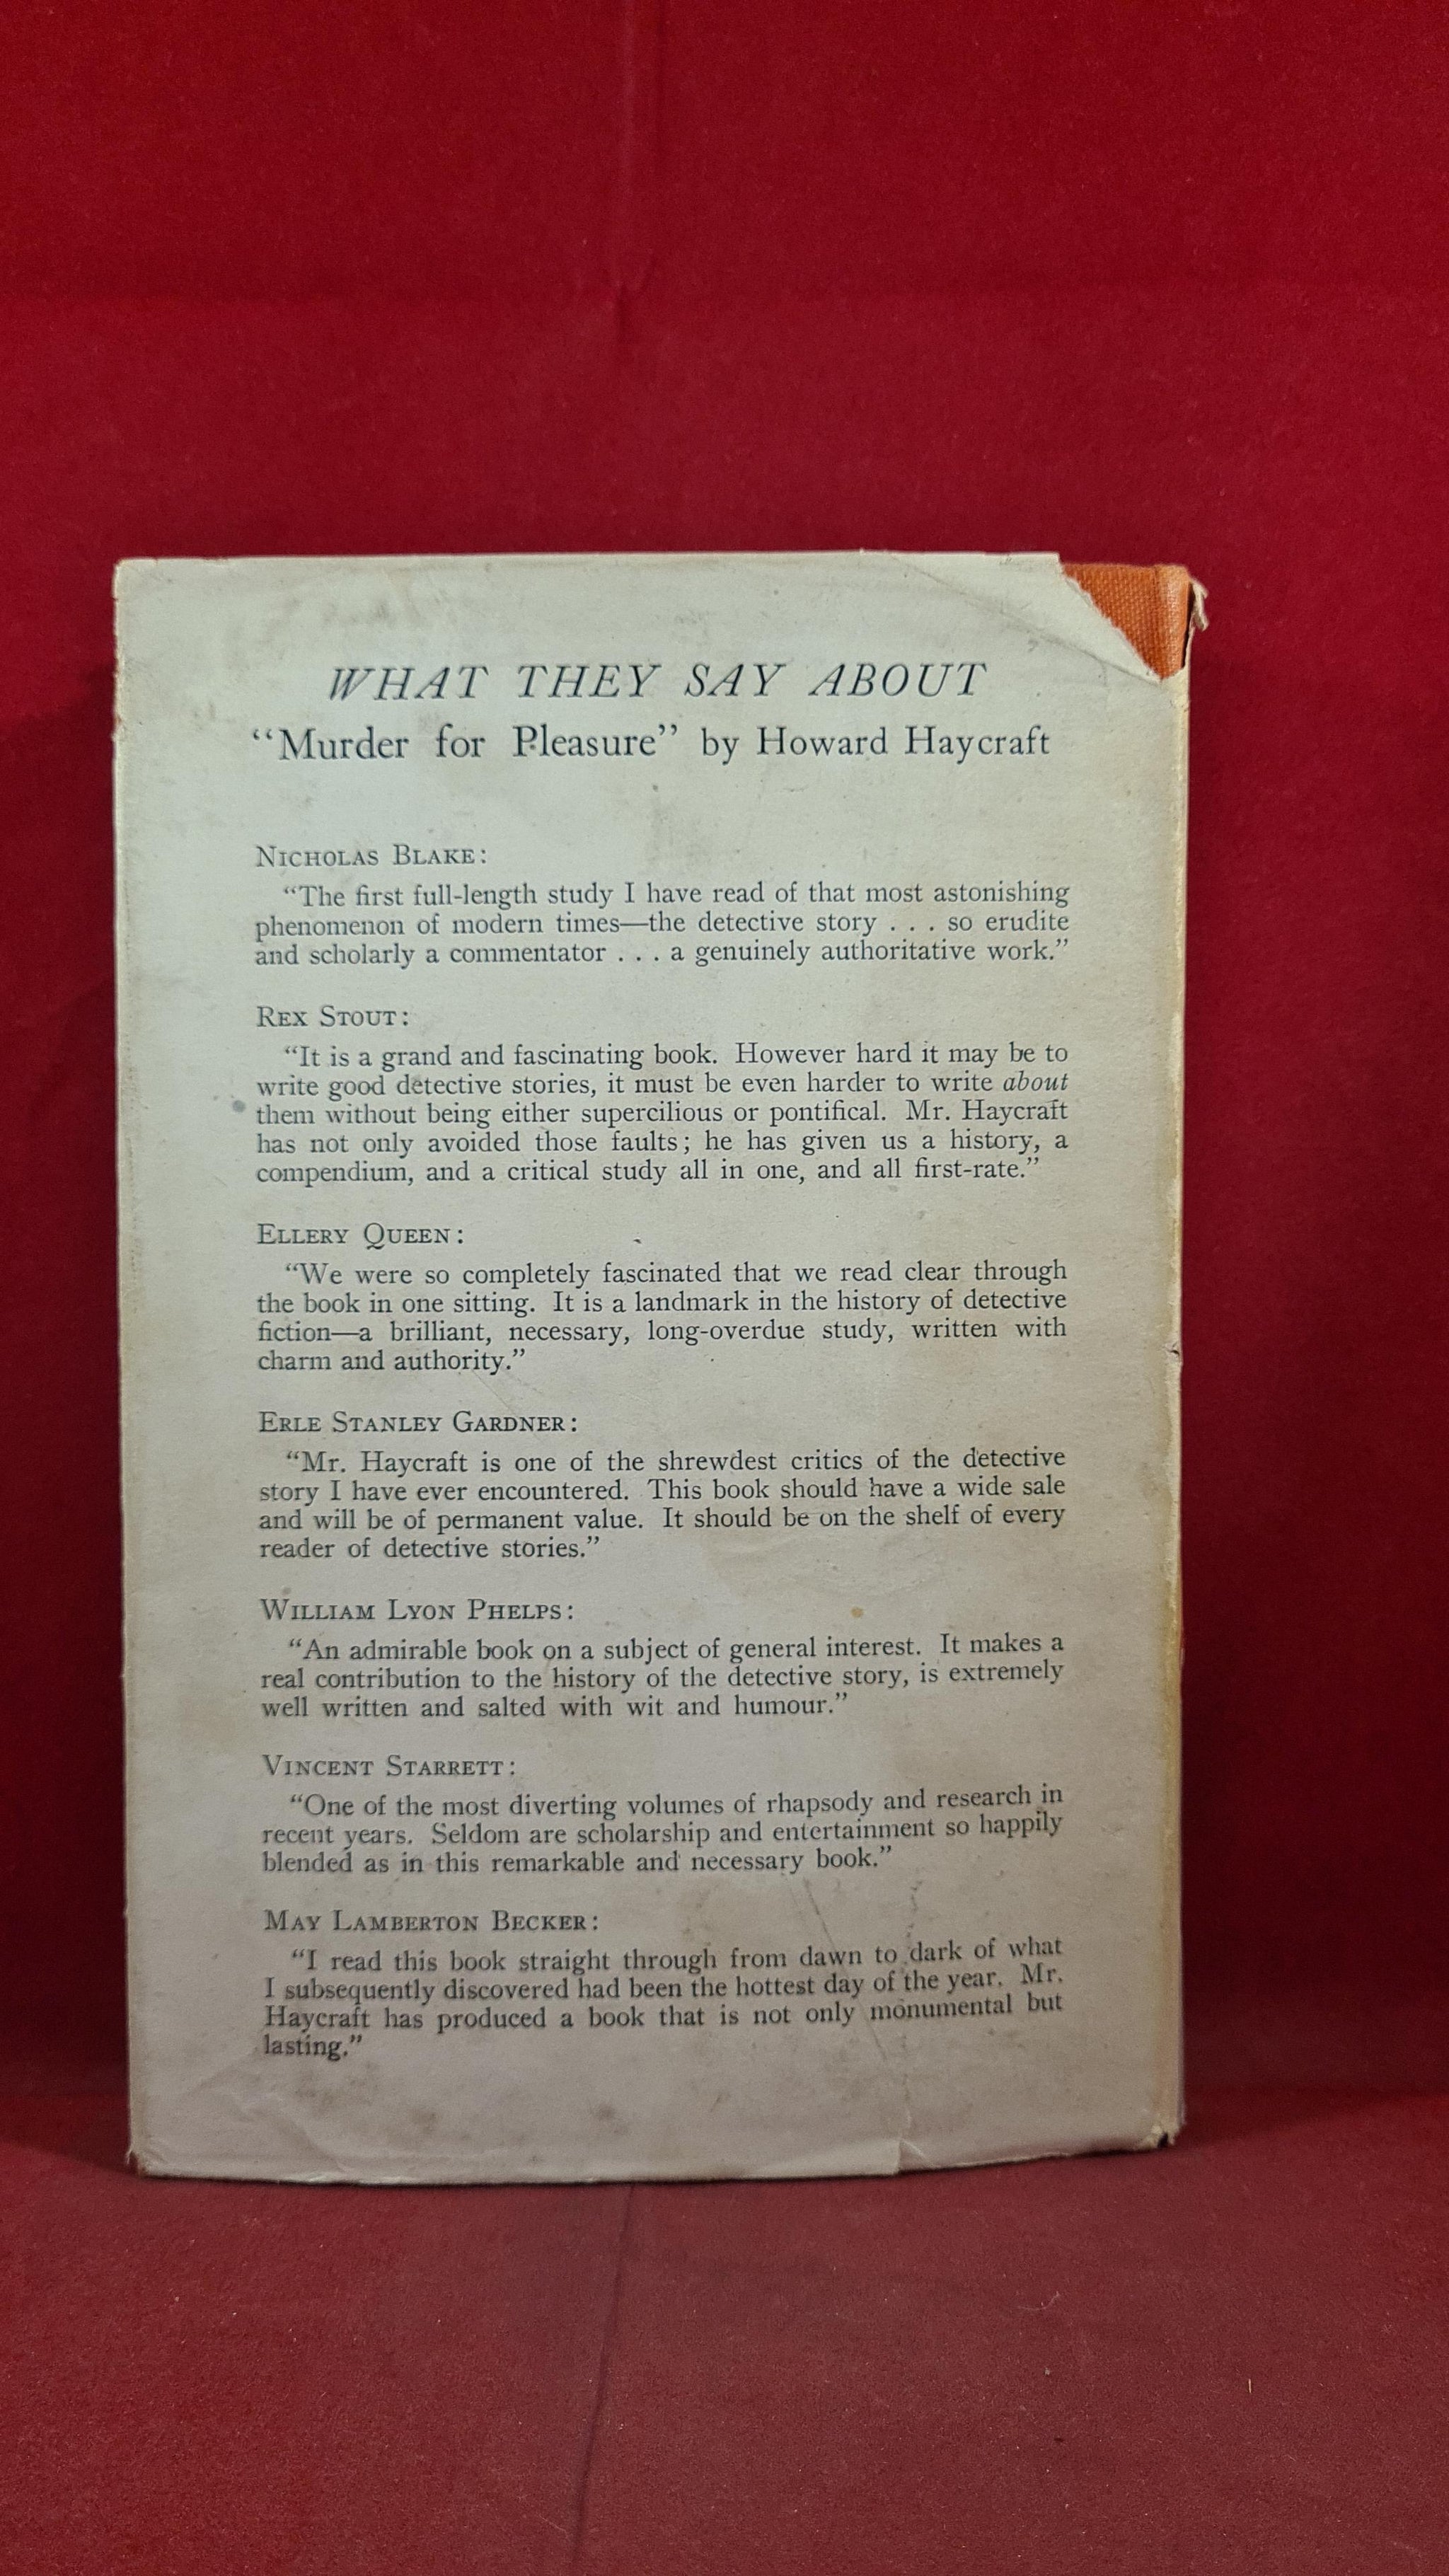 WHAT THEY SAY ABOUT
“Murder for Pleasure” by Howard Haycraft
NICHOLAS BLAKE:
“The first full-length study I have read of that most astonishing
phenomenon of modern times—the detective story . . . so erudite
and scholarly a commentator . . . a genuinely authoritative work.”
REX STOUT:
“It is a grand and fascinating book. However hard it may be to
write good detective stories, it must be even harder to write about
them without being either supercilious or pontifical. Mr. Haycraft
has not only avoided those faults; he has given us a history, a
compendium, and a critical study all in one, and all first-rate.”
ELLERY QUEEN:
“We were so completely fascinated that we read clear through
the book in one sitting. It is a landmark in the history of detective
fiction—a brilliant, necessary, long-overdue study, written with
charm and authority.”
ERLE STANLEY GARDNER:
“Mr. Haycraft is one of the shrewdest critics of the detective
story I have ever encountered. This book should have a wide sale
and will be of permanent value. It should be on the shelf of every
reader of detective stories.”
WILLIAM LYON PHELPS:
“An admirable book on a subject of general interest. It makes a
real contribution to the history of the detective story, is extremely
well written and salted with wit and humour.”
VINCENT STARRETT:
“One of the most diverting volumes of rhapsody and research in
recent years. Seldom are scholarship and entertainment so happily
blended as in this remarkable and necessary book.”
MAY LAMBERTON BECKER:
“I read this book straight through from dawn to dark of what
I subsequently discovered had been the hottest day of the year. Mr.
Haycraft has produced a book that is not only monumental but
lasting.”